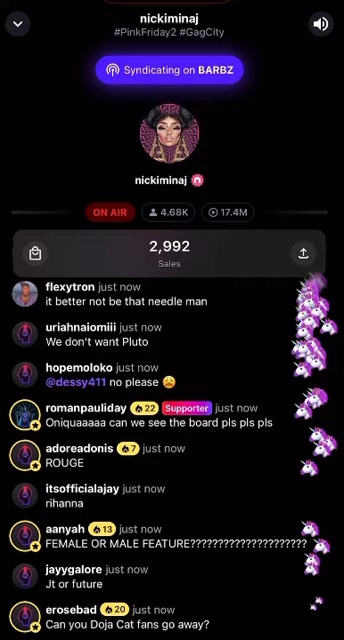 nickiminaj
#PinkFriday2 #GagCity
Syndicating on BARBZ
nickiminaj
ON AIR 4.68K 17.4M
2,992
Sales
flexytron just now
it better not be that needle man
uriahnaiomiii just now
We don't want Pluto
hopemoloko just now
@dessy411 no please 😩
romanpauliday 22 Supporter just now
Oniquaaaaa can we see the board pls pls pls
adoreadonis 7 just now
ROUGE
itsofficialajay just now
rihanna
aanyah 13 just now
FEMALE OR MALE FEATURE?????????????????????
jayygalore just now
Jt or future
erosebad 20 just now
Can you Doja Cat fans go away?